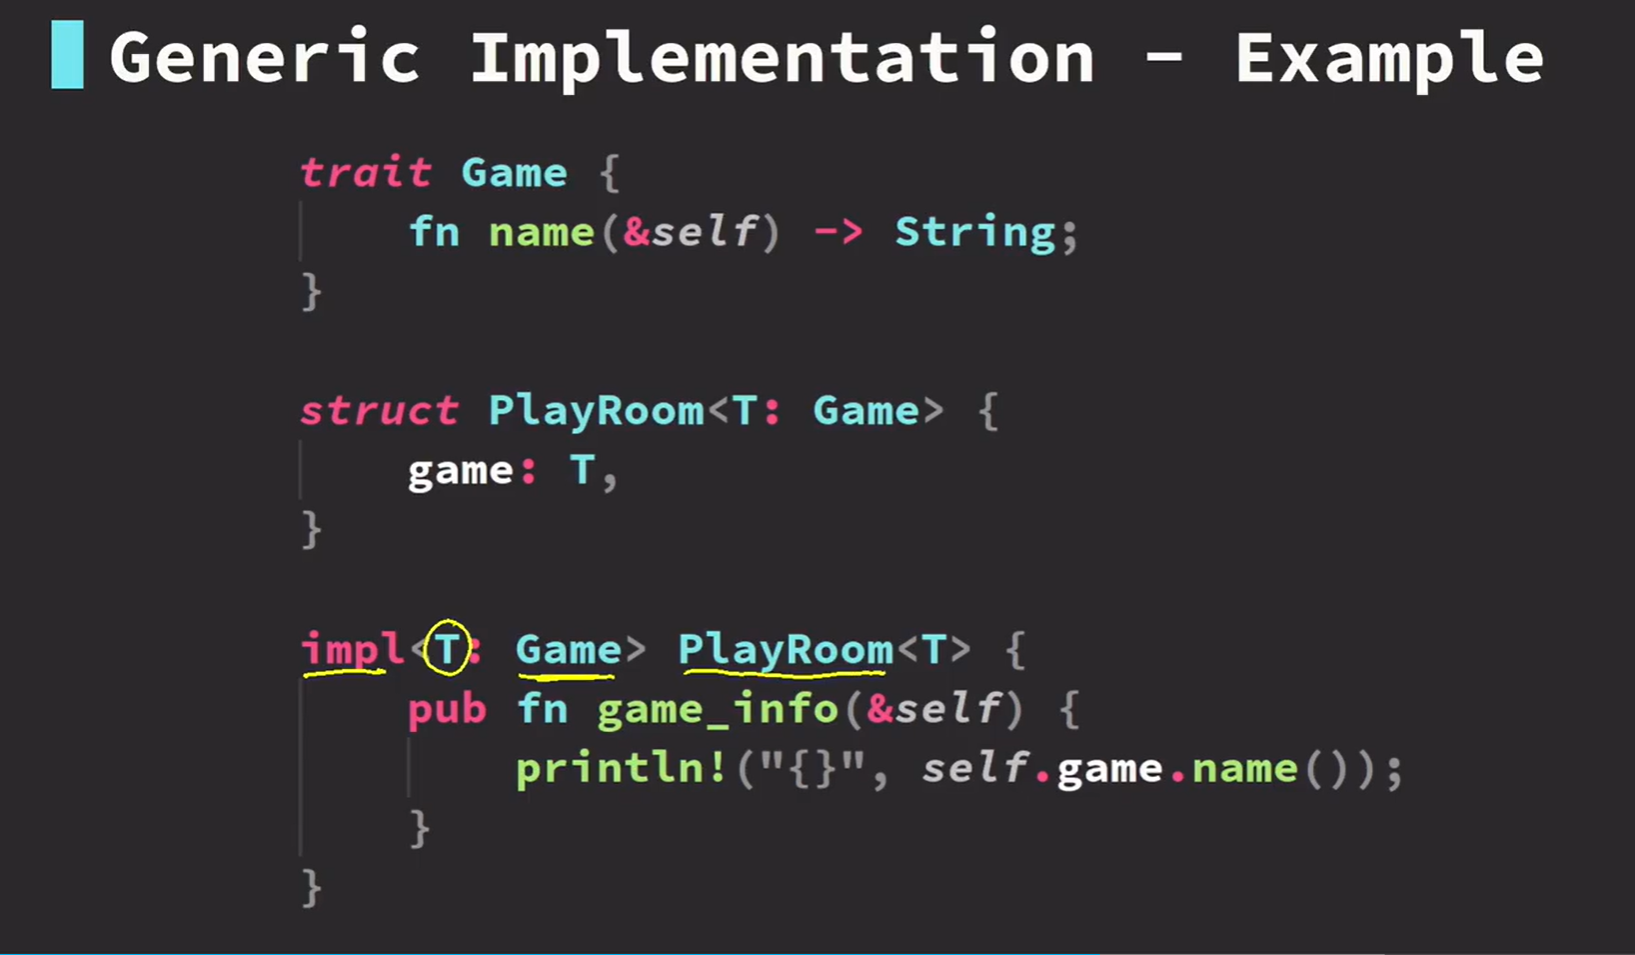 Generic Implementation - Example
trait Game {
fn name(&self) -> String;
}
struct PlayRoom<T: Game> {
game: T,
}
impl<T: Game> PlayRoom<T> {
pub fn game_info(&self) {
println!("{}", self.game.name());
}
}